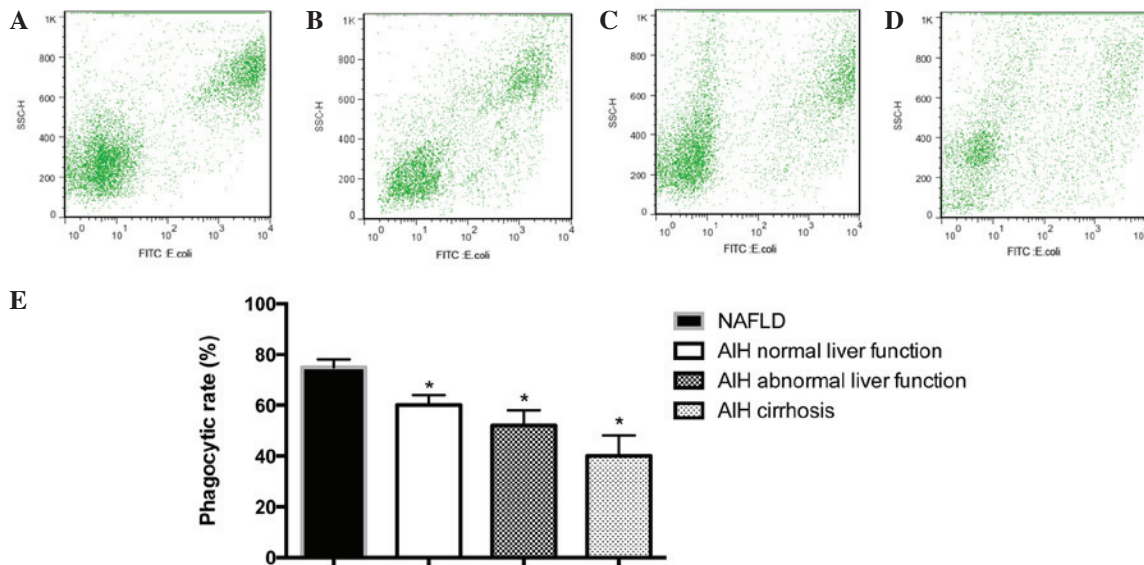 A
1K
800
600
400
200
0
SSC-H
10^0 10^1 10^2 10^3 10^4
FITC :E.coli
B
1K
800
600
400
200
0
SSC-H
10^0 10^1 10^2 10^3 10^4
FITC :E.coli
C
1K
800
600
400
200
0
SSC-H
10^0 10^1 10^2 10^3 10^4
FITC :E.coli
D
1K
800
600
400
200
0
SSC-H
10^0 10^1 10^2 10^3
FITC :E.coli
E
100
80
60
40
20
0
Phagocytic rate (%)
*
*
*
NAFLD
AIH normal liver function
AIH abnormal liver function
AIH cirrhosis